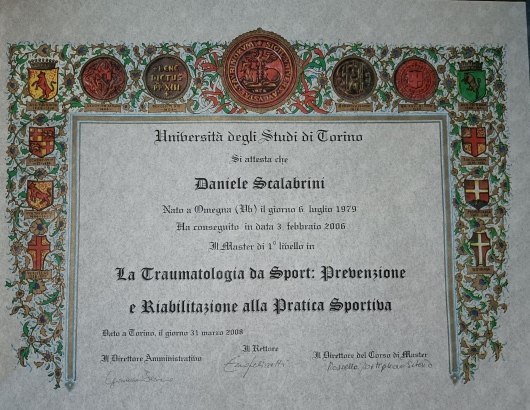 Università degli Studi di Torino
Si attesta che
Daniele Scalabrini
Nato a Omegna (Vb) il giorno 6 luglio 1979
Ha conseguito in data 3 febbraio 2006
Il Master di 1° livello in
La Traumatologia da Sport: Prevenzione
e Riabilitazione alla Pratica Sportiva
Dato a Torino, il giorno 31 marzo 2008
Il Direttore Amministrativo
Il Rettore
Il Direttore del Corso di Master